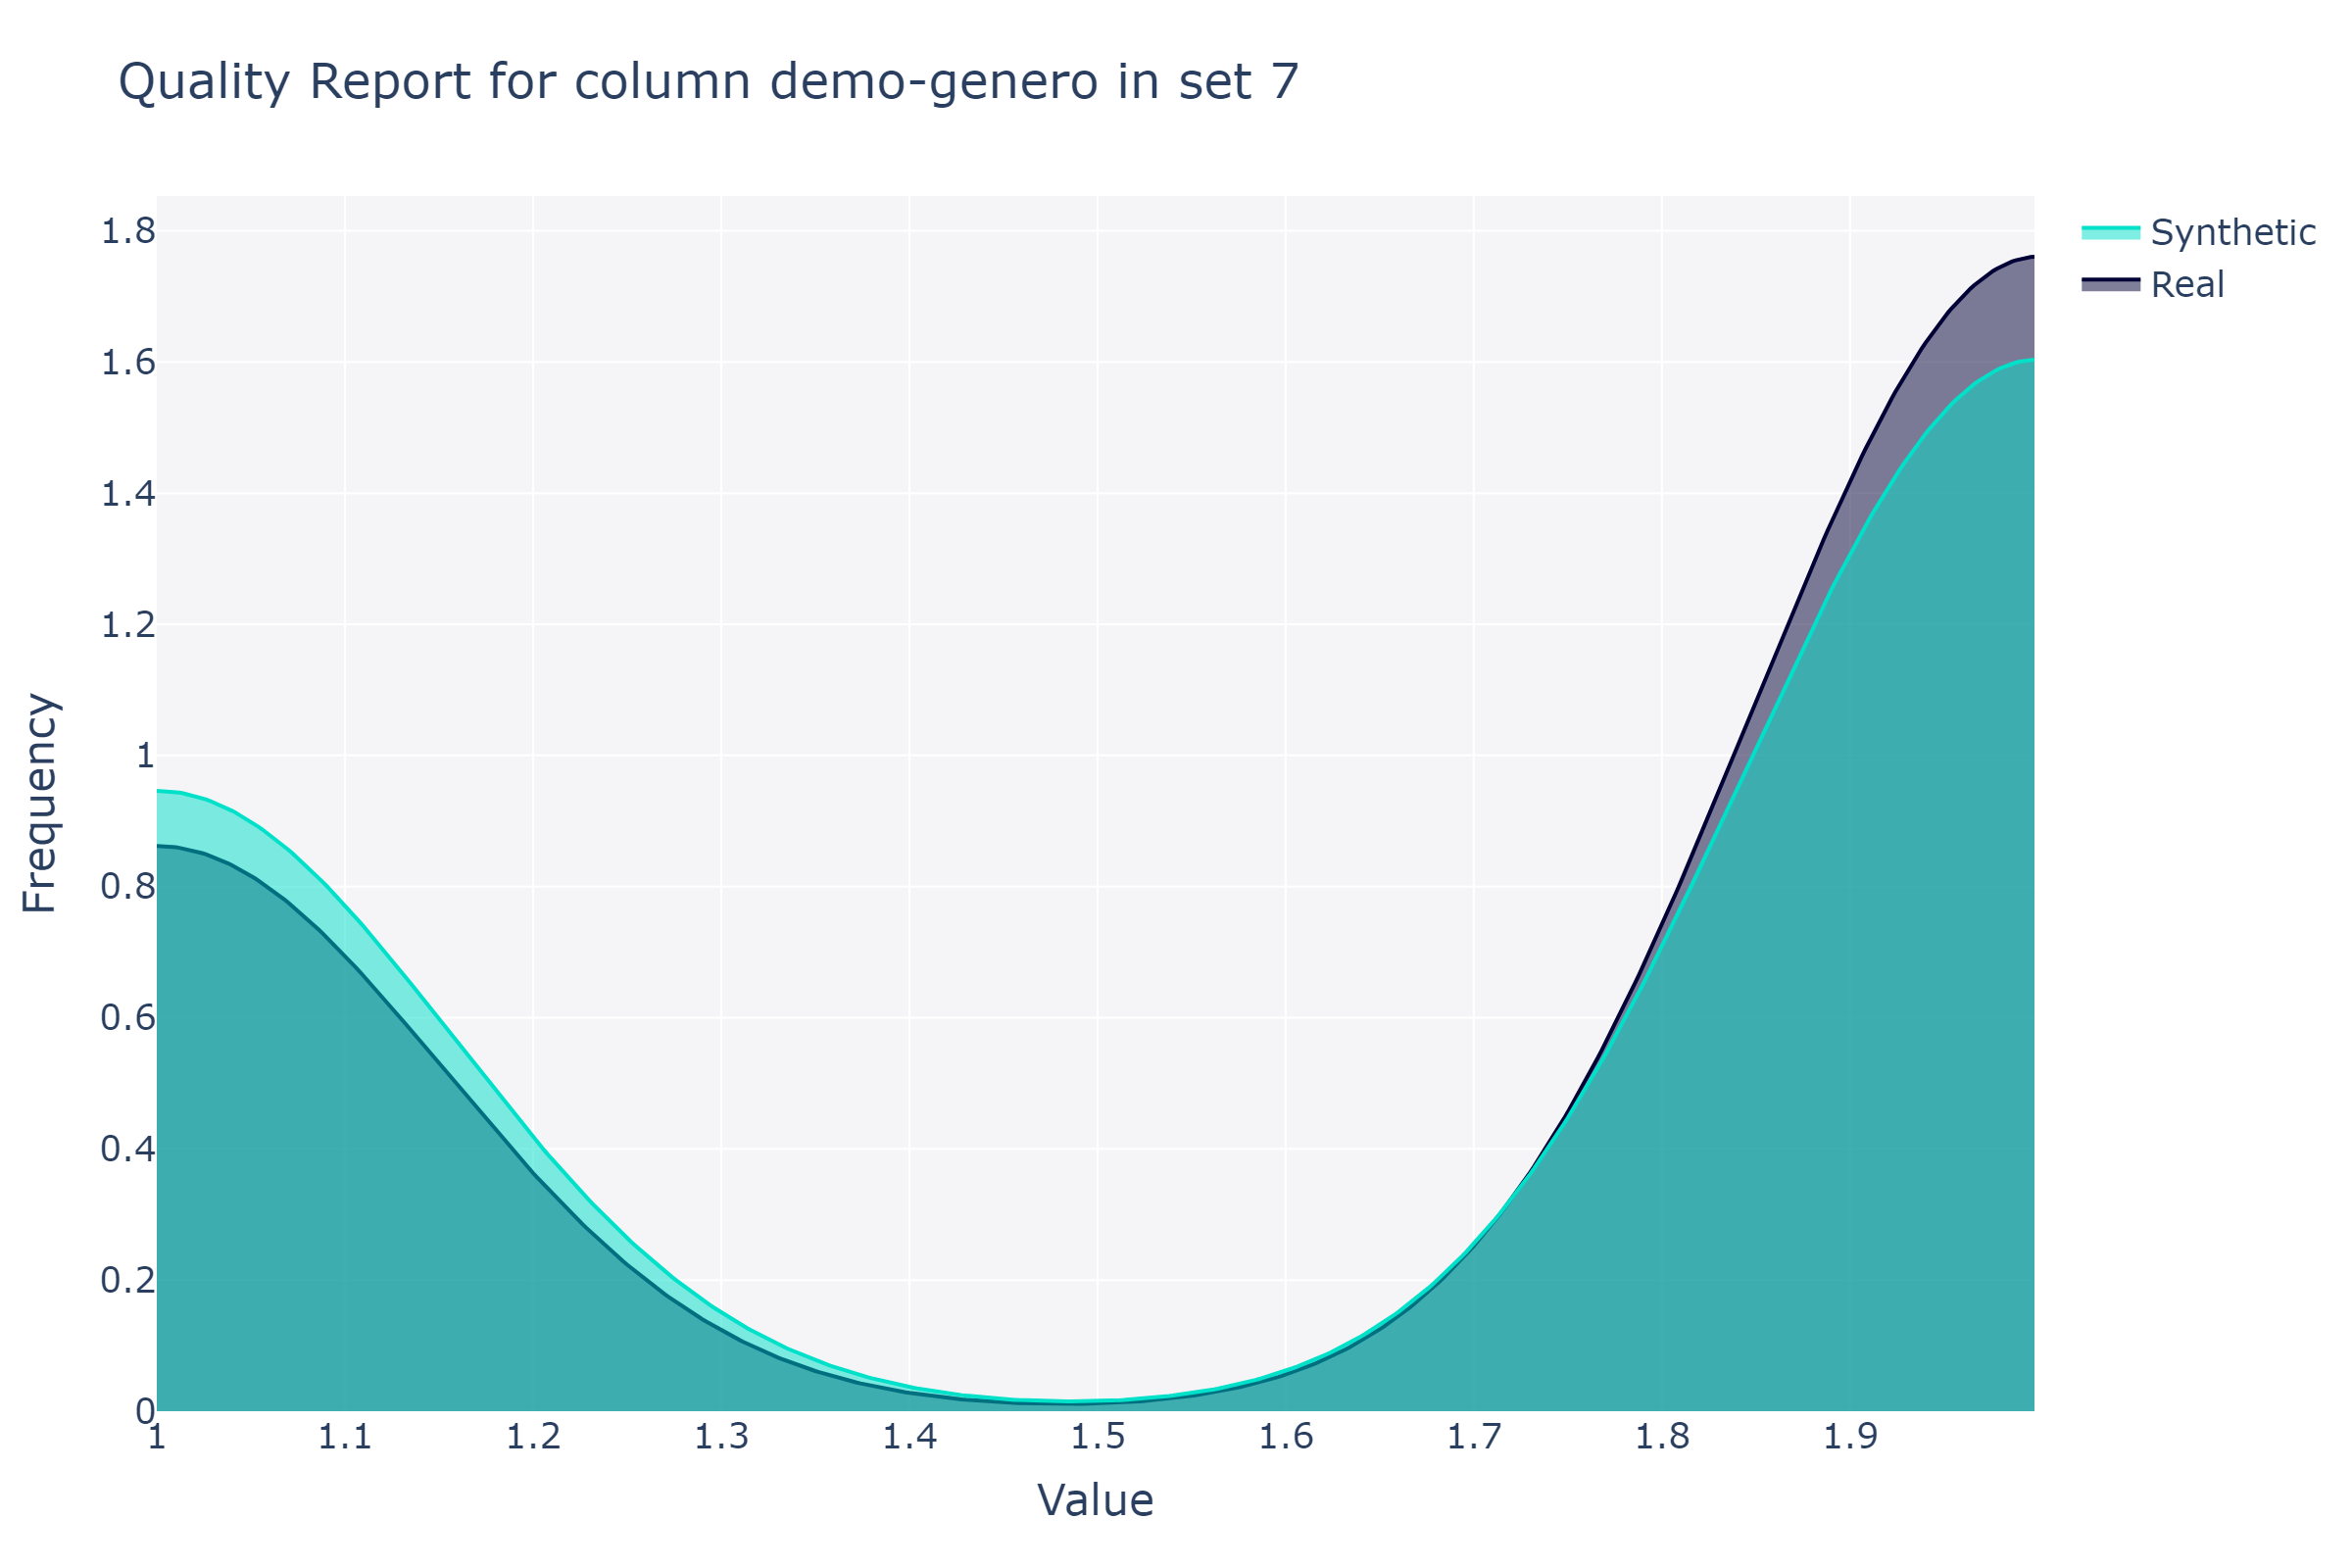 Quality Report for column demo-genero in set 7
Synthetic
Real
1.8
1.6
1.4
1.2
1
0.8
0.6
0.4
0.2
0
Frequency
1 1.1 1.2 1.3 1.4 1.5 1.6 1.7 1.8 1.9
Value